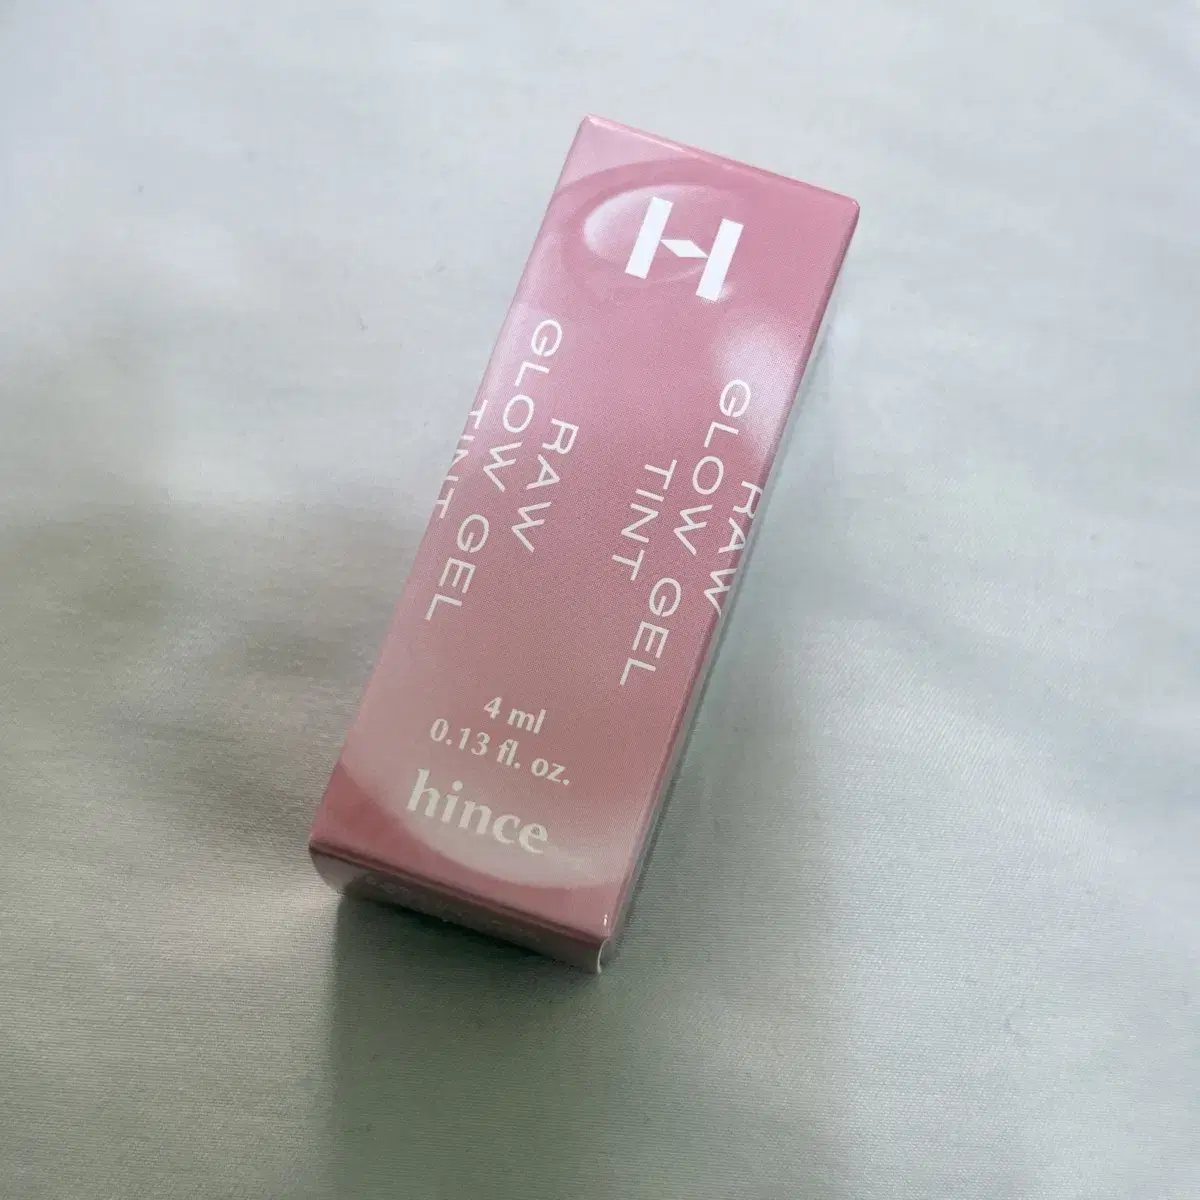 H
RAW
GLOW GEL
TINT
RAW
GLOW GEL
TINT
4 ml
0.13 fl. oz.
hince